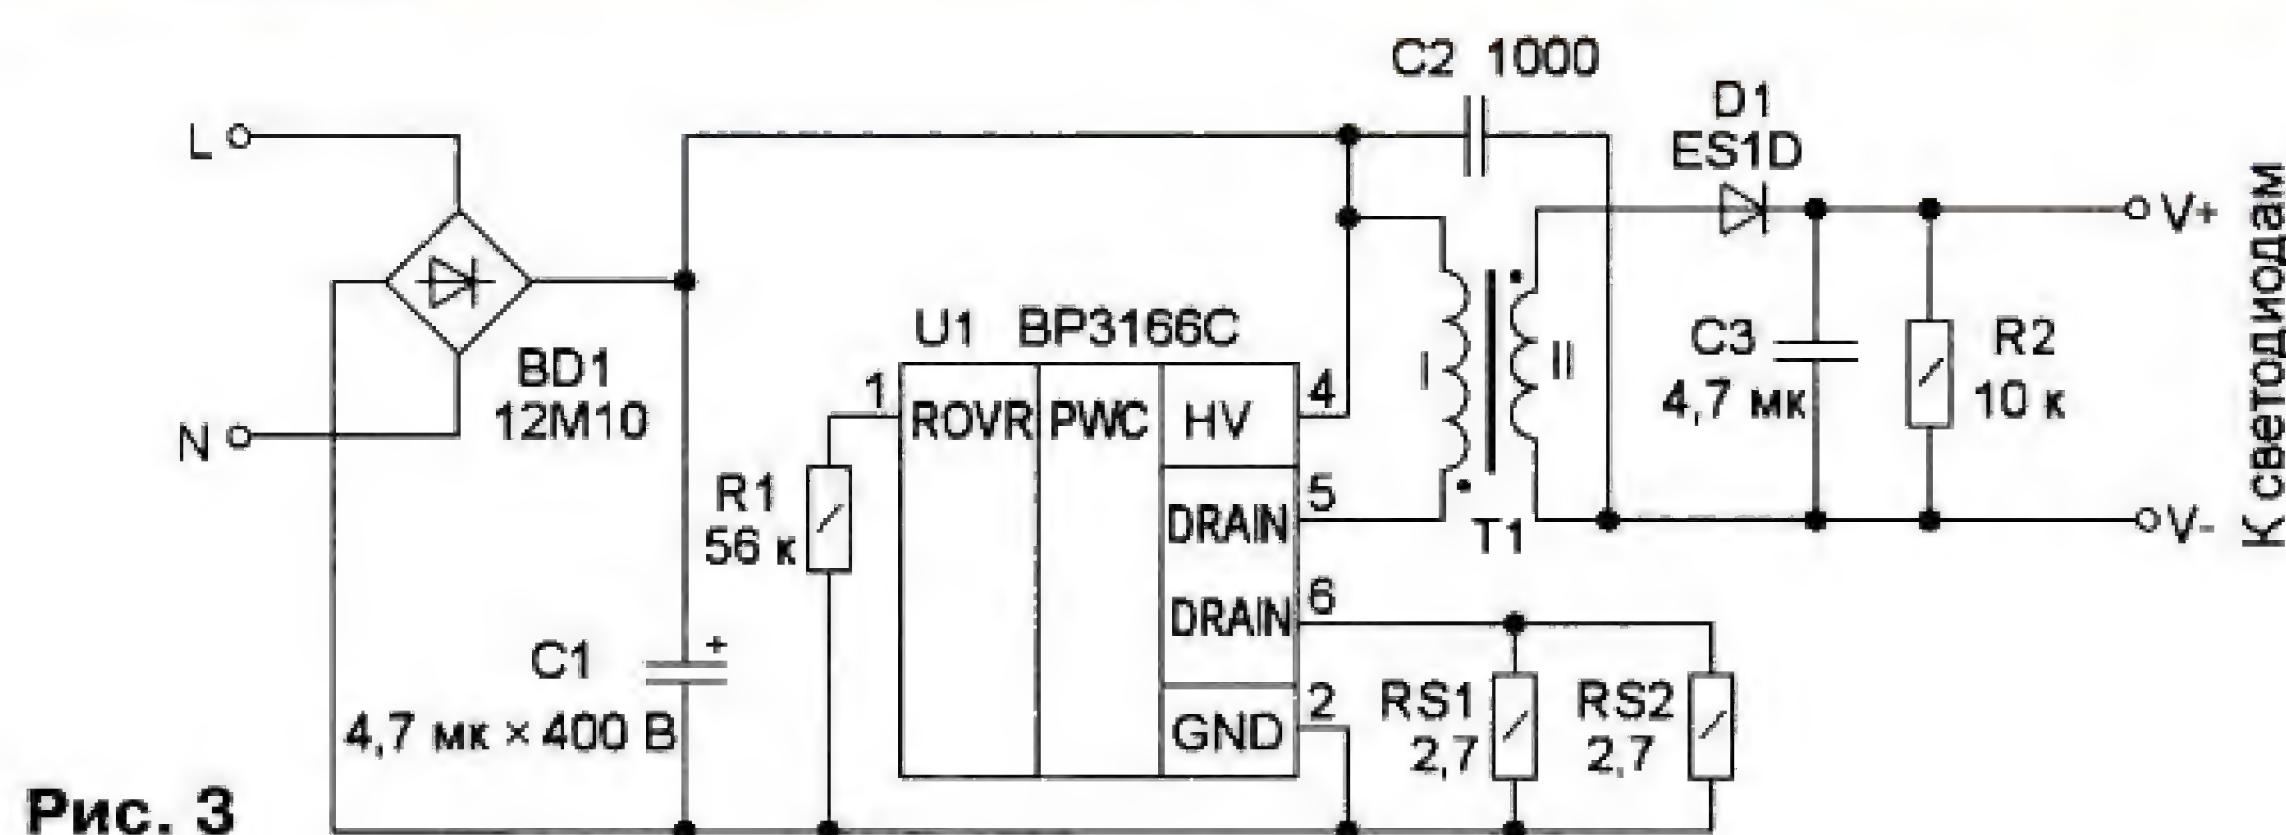 C2 1000
D1
ES1D
L
V+
К светодиодам
U1 BP3166C
C3
4,7 мк
R2
10 к
I
II
BD1
12M10
1
ROVR
PWC
HV
4
N
R1
56 к
DRAIN
5
T1
V-
DRAIN
6
C1
+
4,7 мк × 400 В
GND
2
RS1
2,7
RS2
2,7
Рис. 3